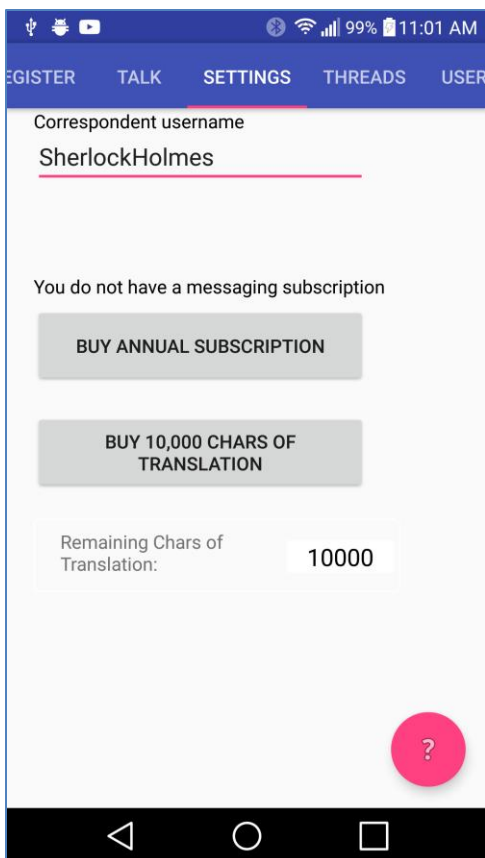 99% 11:01 AM
EGISTER TALK SETTINGS THREADS USER
Correspondent username
SherlockHolmes
You do not have a messaging subscription
BUY ANNUAL SUBSCRIPTION
BUY 10,000 CHARS OF
TRANSLATION
Remaining Chars of
Translation:
10000
?